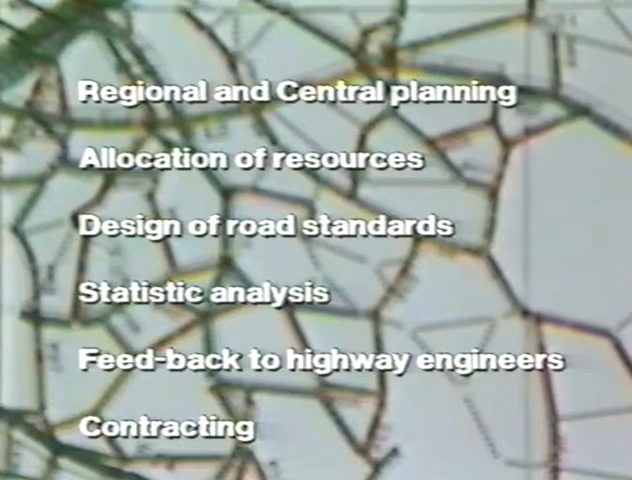 Regional and Central planning
Allocation of resources
Design of road standards
Statistic analysis
Feed-back to highway engineers
Contracting